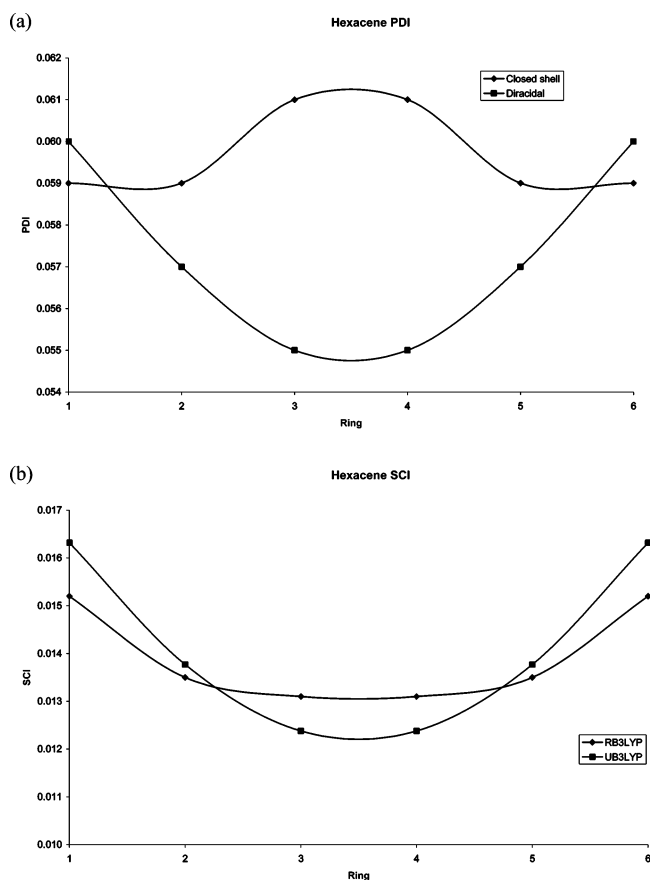 (a)
Hexacene PDI
0.062
0.061
0.060
0.059
0.058
0.057
0.056
0.055
0.054
PDI
1 2 3 4 5 6
Ring
Closed shell
Diracidal
(b)
Hexacene SCI
0.017
0.016
0.015
0.014
0.013
0.012
0.011
0.010
SCI
1 2 3 4 5 6
Ring
RB3LYP
UB3LYP